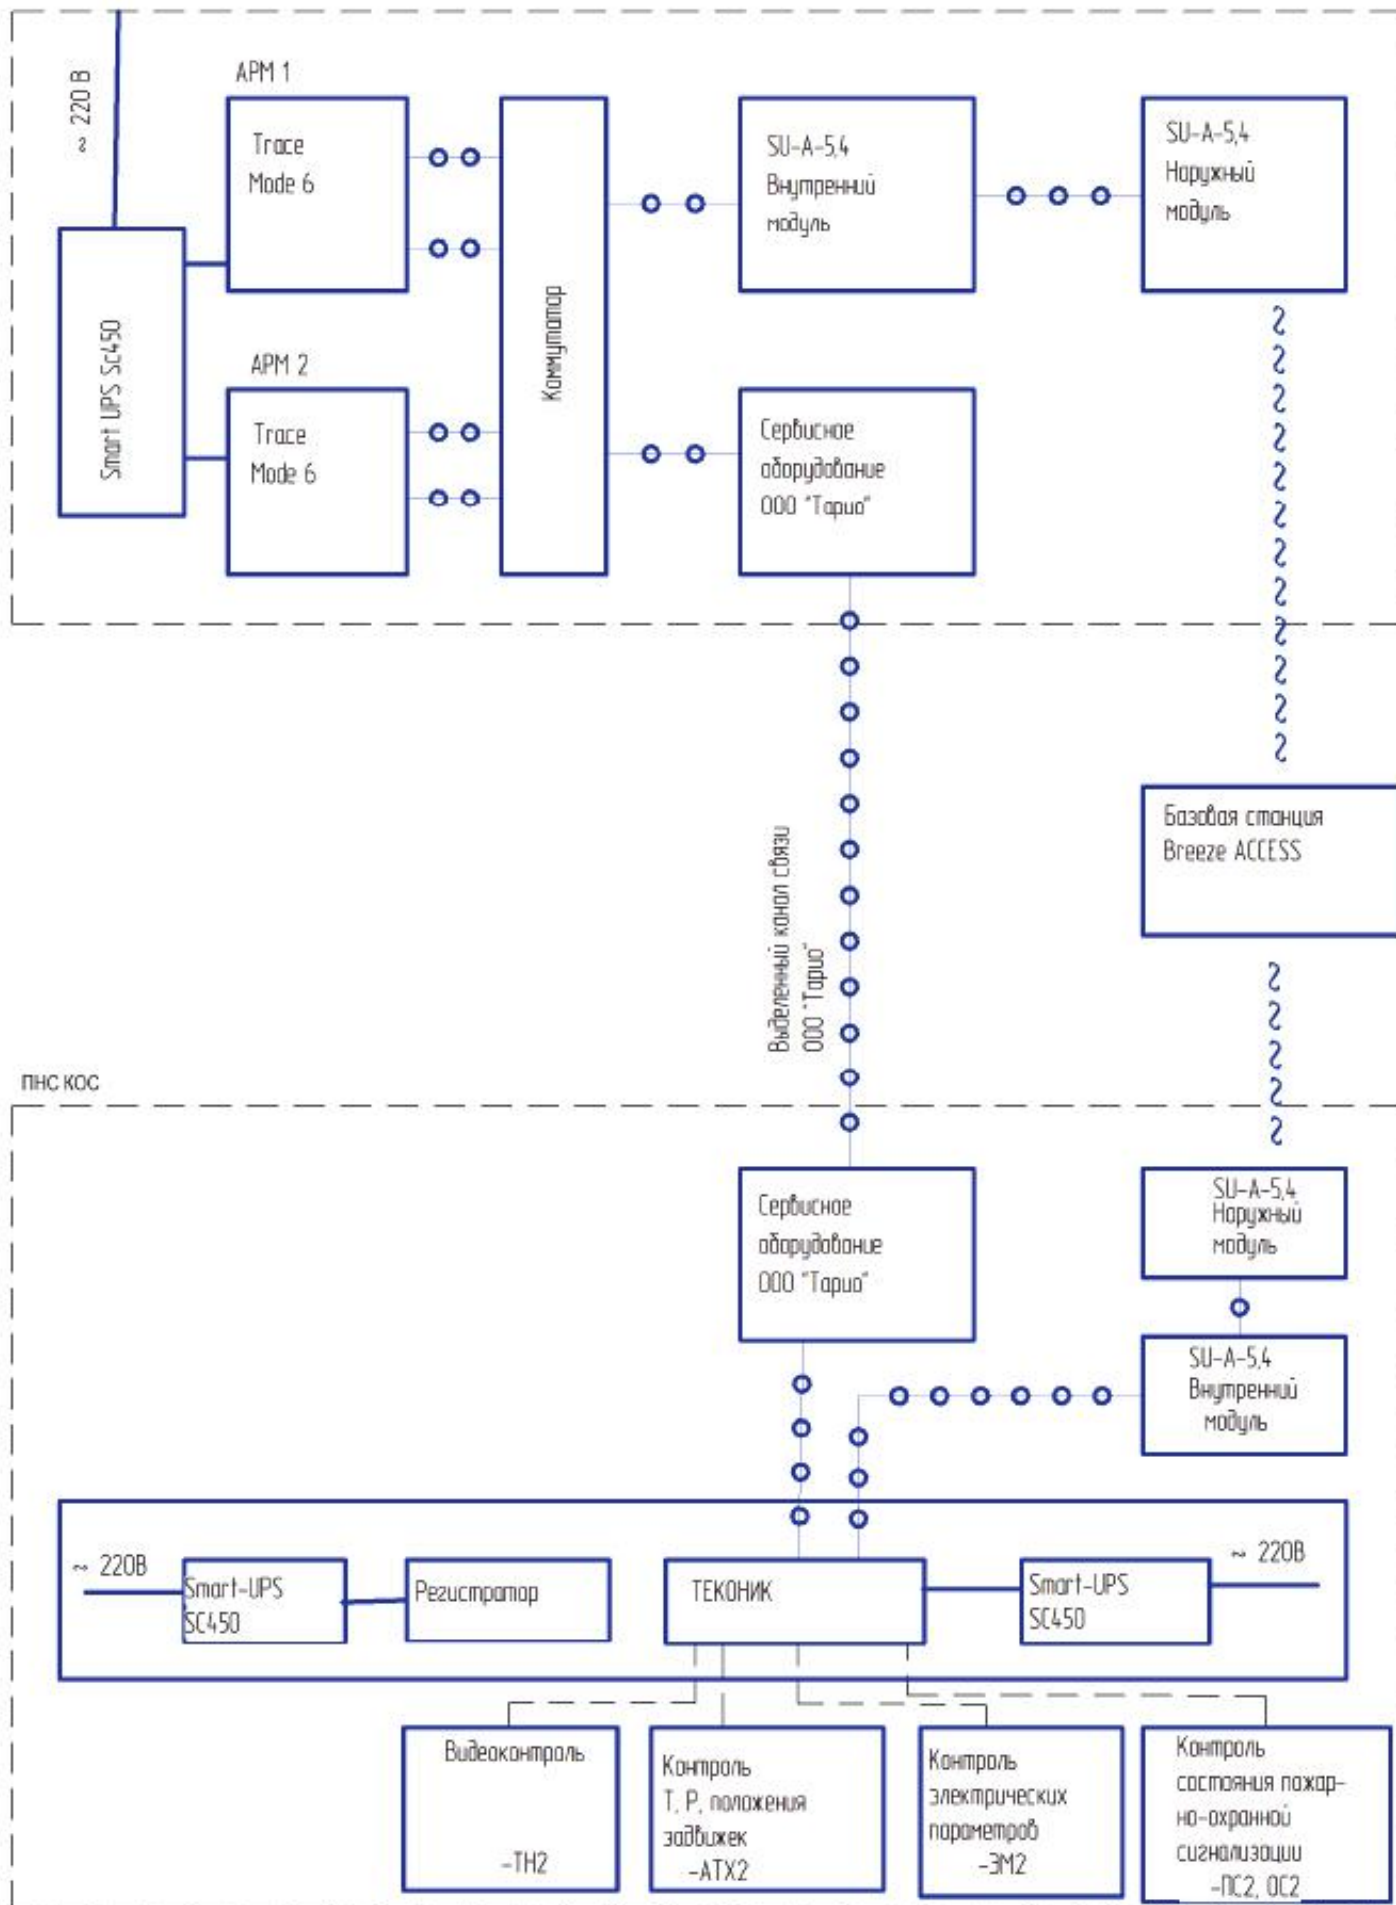 ~ 220 В
АРМ 1
Trace
Mode 6
SU-A-5,4
Внутренний
модуль
SU-A-5,4
Наружный
модуль
Smart UPS Sc450
Коммутатор
АРМ 2
Trace
Mode 6
Сервисное
оборудование
ООО "Тарио"
Выделенный канал связи
ООО "Тарио"
Базовая станция
Breeze ACCESS
ПНС КОС
Сервисное
оборудование
ООО "Тарио"
SU-A-5,4
Наружный
модуль
SU-A-5,4
Внутренний
модуль
~ 220В
Smart-UPS
SC450
Регистратор
ТЕКОНИК
Smart-UPS
SC450
~ 220В
Видеоконтроль
-ТН2
Контроль
Т, Р, положения
задвижек
-АТХ2
Контроль
электрических
параметров
-ЭМ2
Контроль
состояния пожар-
но-охранной
сигнализации
-ПС2, ОС2